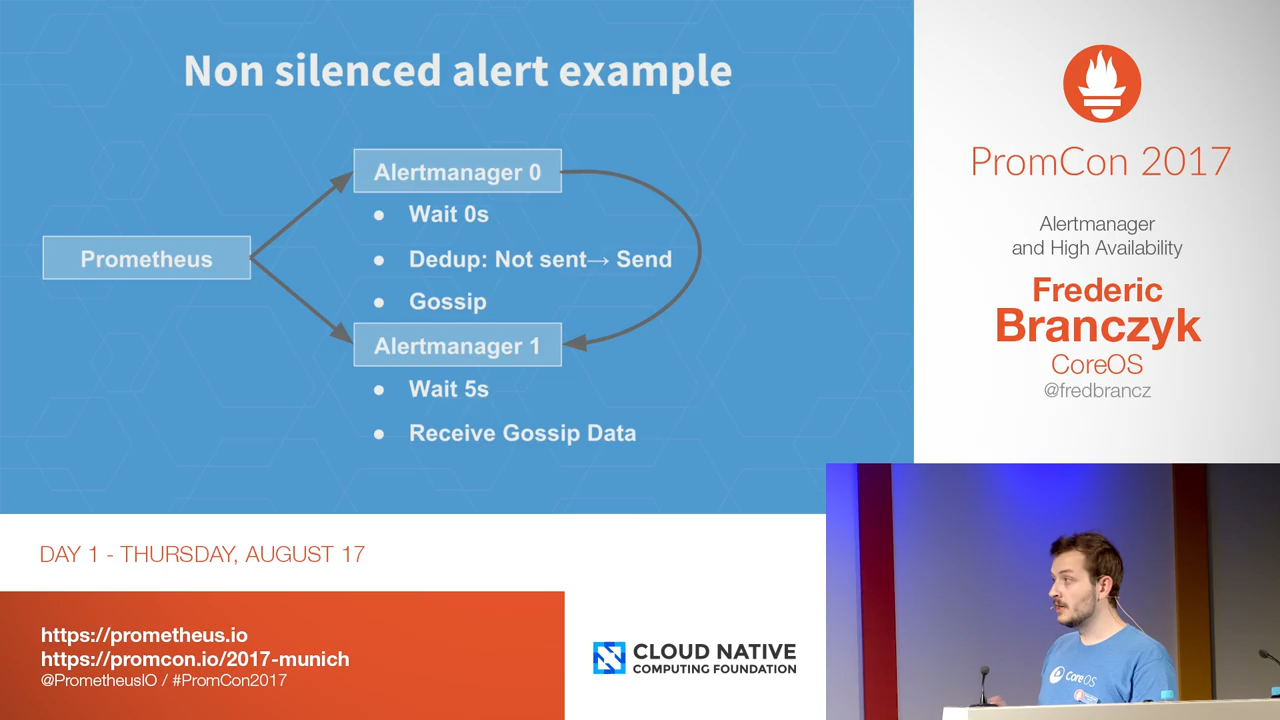 Non silenced alert example
Prometheus
Alertmanager 0
● Wait 0s
● Dedup: Not sent→ Send
● Gossip
Alertmanager 1
● Wait 5s
● Receive Gossip Data
PromCon 2017
Alertmanager
and High Availability
Frederic
Branczyk
CoreOS
@fredbrancz
DAY 1 - THURSDAY, AUGUST 17
https://prometheus.io
https://promcon.io/2017-munich
@PrometheusIO / #PromCon2017
CLOUD NATIVE
COMPUTING FOUNDATION
CoreOS